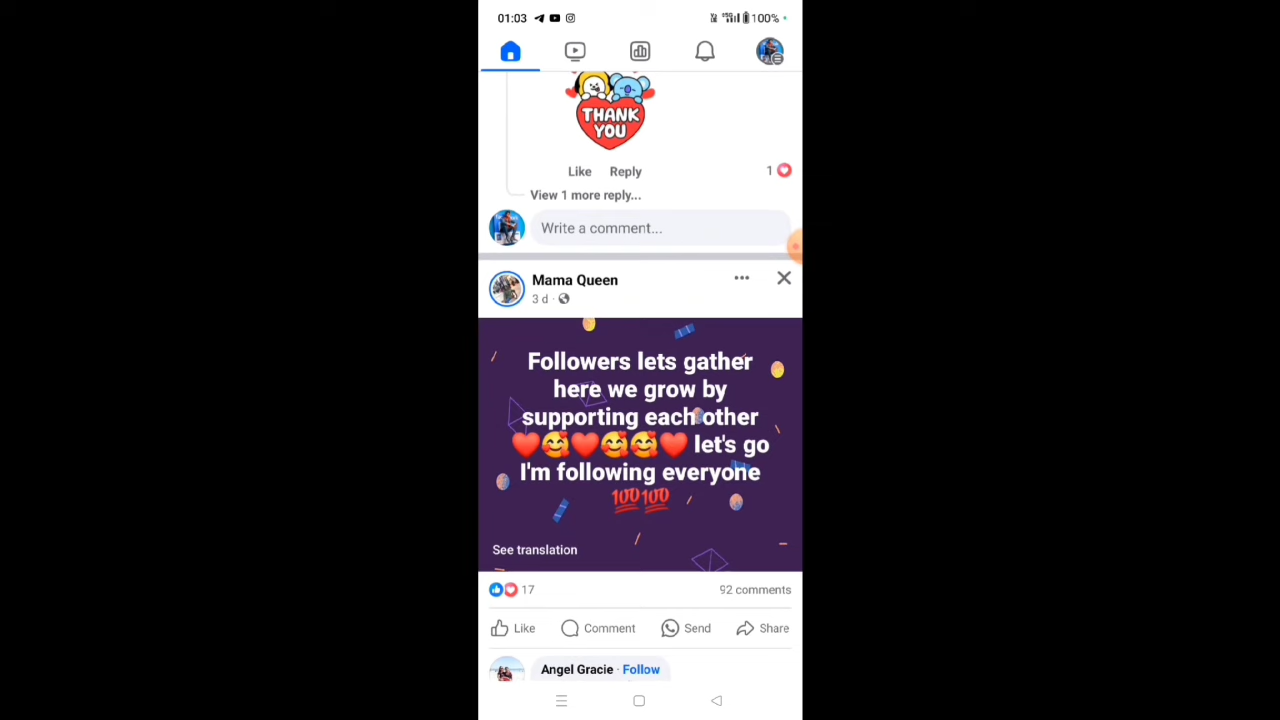 01:03 100%
THANK
YOU
Like Reply 1
View 1 more reply...
Write a comment...
Mama Queen
3 d ·
Followers lets gather
here we grow by
supporting each other
❤️🥰❤️🥰🥰❤️ let's go
I'm following everyone
💯💯
See translation
17 92 comments
Like Comment Send Share
Angel Gracie · Follow